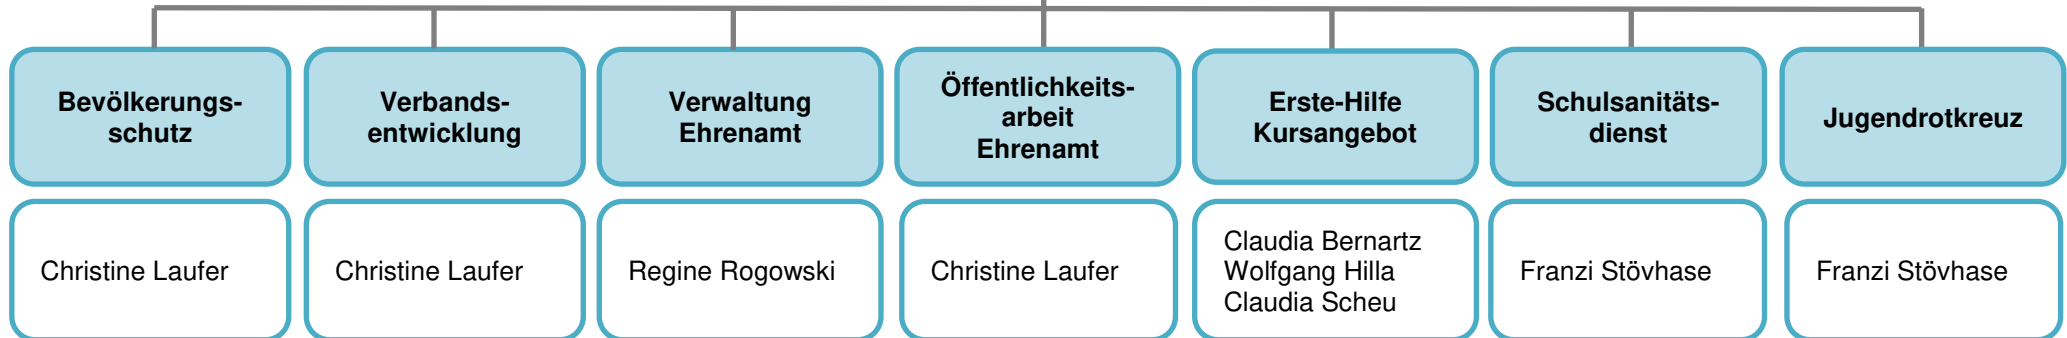 Bevölkerungs-
schutz
Verbands-
entwicklung
Verwaltung
Ehrenamt
Öffentlichkeits-
arbeit
Ehrenamt
Erste-Hilfe
Kursangebot
Schulsanitäts-
dienst
Jugendrotkreuz
Christine Laufer
Christine Laufer
Regine Rogowski
Christine Laufer
Claudia Bernartz
Wolfgang Hilla
Claudia Scheu
Franzi Stövhase
Franzi Stövhase